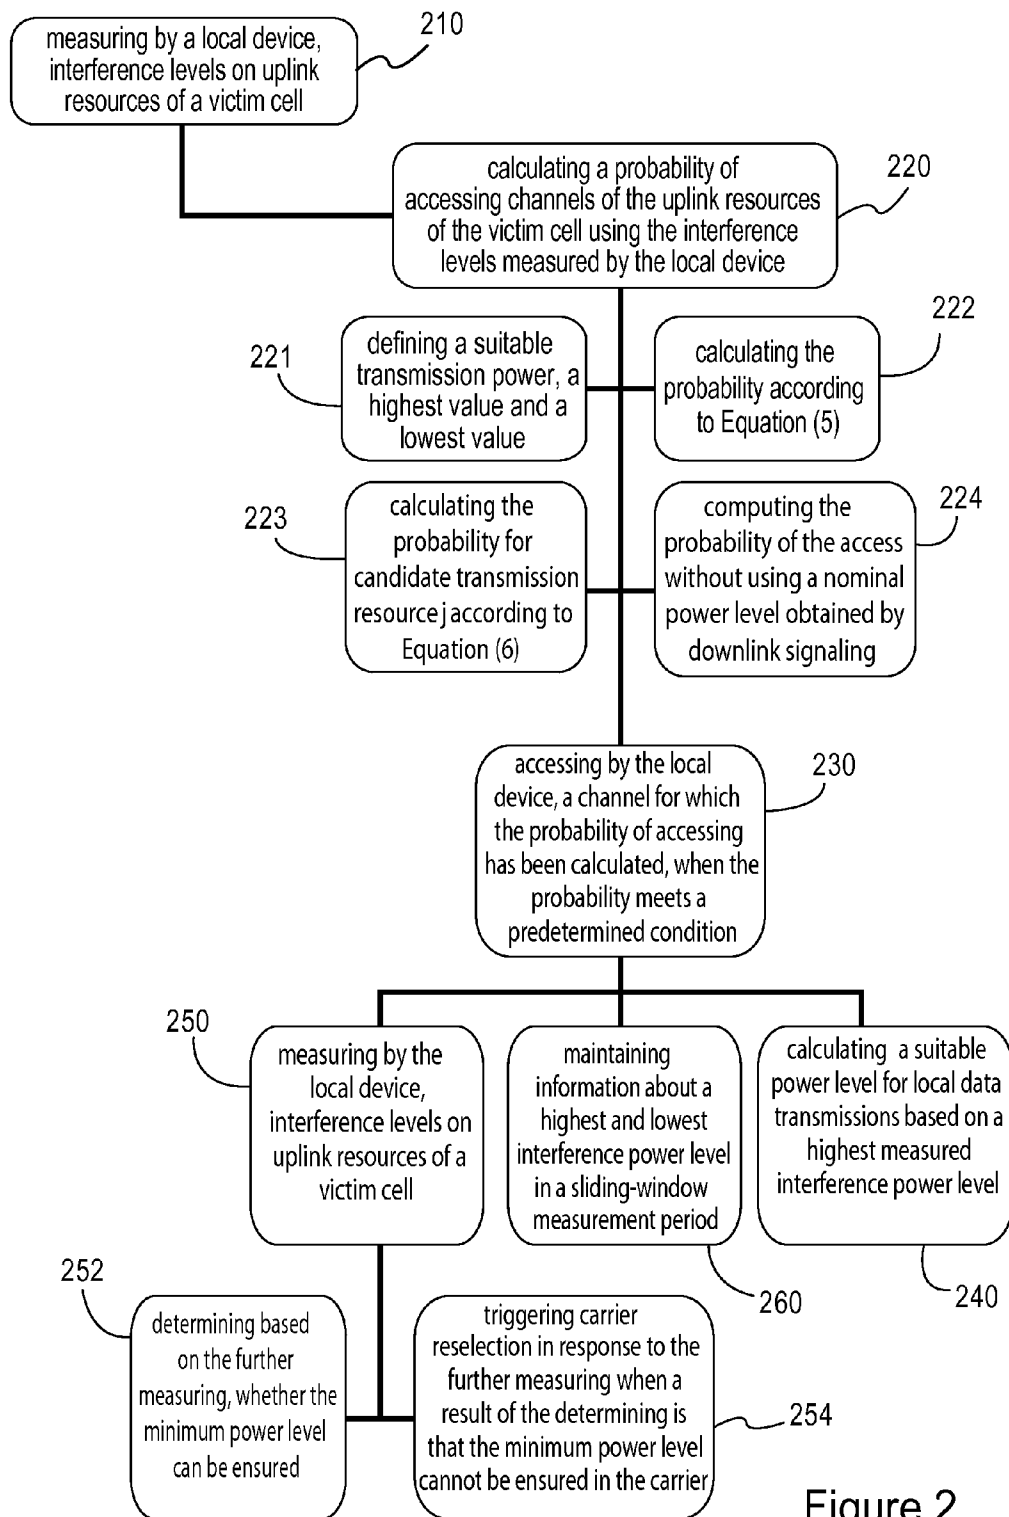 210
measuring by a local device,
interference levels on uplink
resources of a victim cell
220
calculating a probability of
accessing channels of the uplink resources
of the victim cell using the interference
levels measured by the local device
221
defining a suitable
transmission power, a
highest value and a
lowest value
222
calculating the
probability according
to Equation (5)
223
calculating the
probability for
candidate transmission
resource j according to
Equation (6)
224
computing the
probability of the access
without using a nominal
power level obtained by
downlink signaling
230
accessing by the local
device, a channel for which
the probability of accessing
has been calculated, when the
probability meets a
predetermined condition
250
measuring by the
local device,
interference levels on
uplink resources of a
victim cell
maintaining
information about a
highest and lowest
interference power level
in a sliding-window
measurement period
260
calculating a suitable
power level for local data
transmissions based on a
highest measured
interference power level
240
252
determining based
on the further
measuring, whether the
minimum power level
can be ensured
triggering carrier
reselection in response to the
further measuring when a
result of the determining is
that the minimum power level
cannot be ensured in the carrier
254
Figure 2